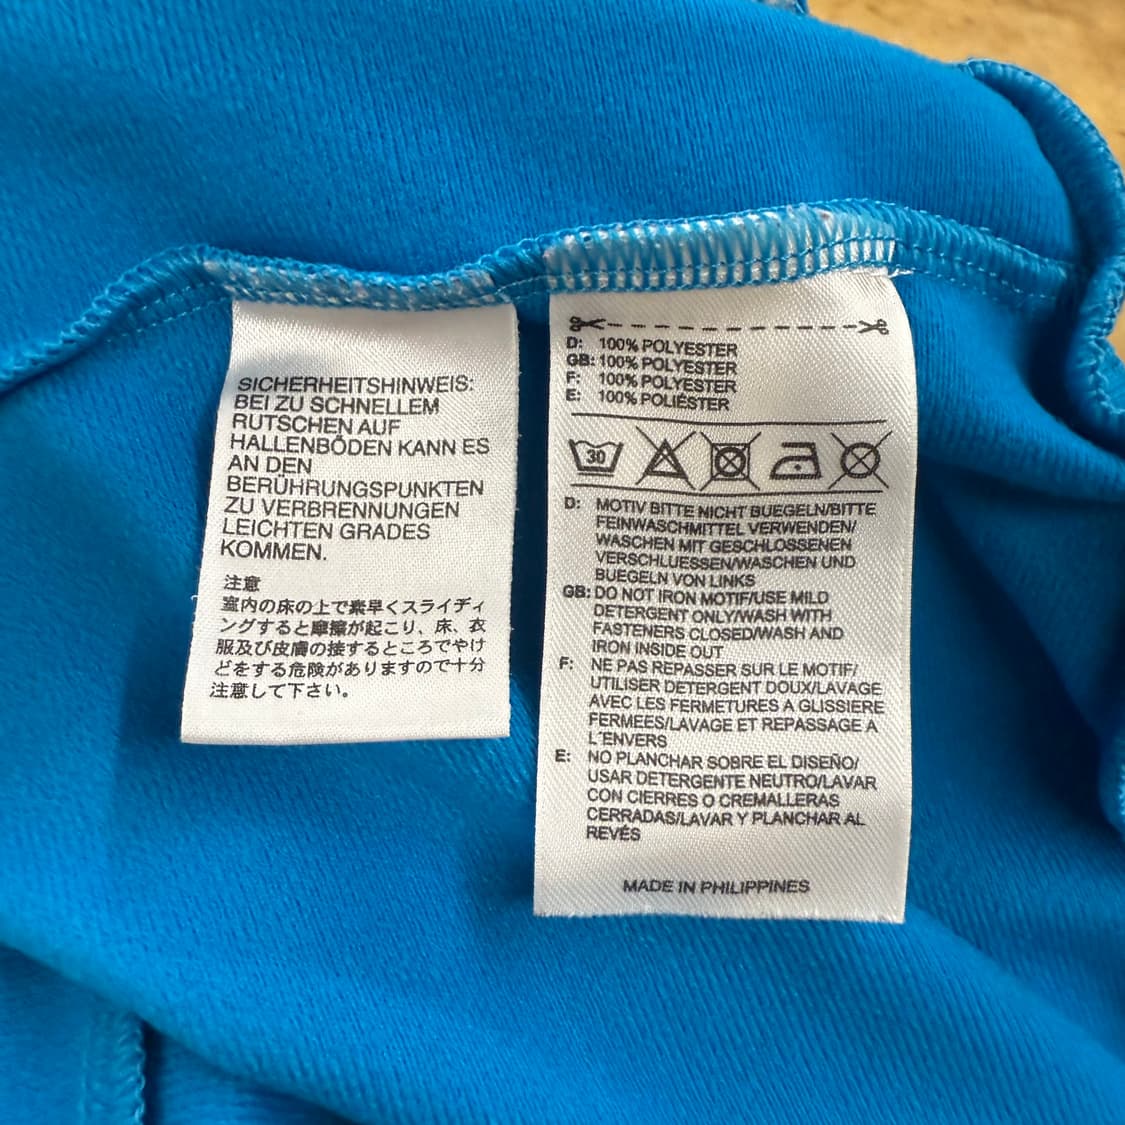 SICHERHEITSHINWEIS:
BEI ZU SCHNELLEM
RUTSCHEN AUF
HALLENBÖDEN KANN ES
AN DEN
BERÜHRUNGSPUNKTEN
ZU VERBRENNUNGEN
LEICHTEN GRADES
KOMMEN.
注意
室内の床の上で素早くスライディ
ングすると摩擦が起こり、床、衣
服及び皮膚の接するところでやけ
どをする危険がありますので十分
注意して下さい。
D: 100% POLYESTER
GB: 100% POLYESTER
F: 100% POLYESTER
E: 100% POLIÉSTER
30
D: MOTIV BITTE NICHT BUEGELN/BITTE
FEINWASCHMITTEL VERWENDEN/
WASCHEN MIT GESCHLOSSENEN
VERSCHLUESSEN/WASCHEN UND
BUEGELN VON LINKS
GB: DO NOT IRON MOTIF/USE MILD
DETERGENT ONLY/WASH WITH
FASTENERS CLOSED/WASH AND
IRON INSIDE OUT
F: NE PAS REPASSER SUR LE MOTIF/
UTILISER DETERGENT DOUX/LAVAGE
AVEC LES FERMETURES A GLISSIERE
FERMEES/LAVAGE ET REPASSAGE A
L'ENVERS
E: NO PLANCHAR SOBRE EL DISEÑO/
USAR DETERGENTE NEUTRO/LAVAR
CON CIERRES O CREMALLERAS
CERRADAS/LAVAR Y PLANCHAR AL
REVÉS
MADE IN PHILIPPINES